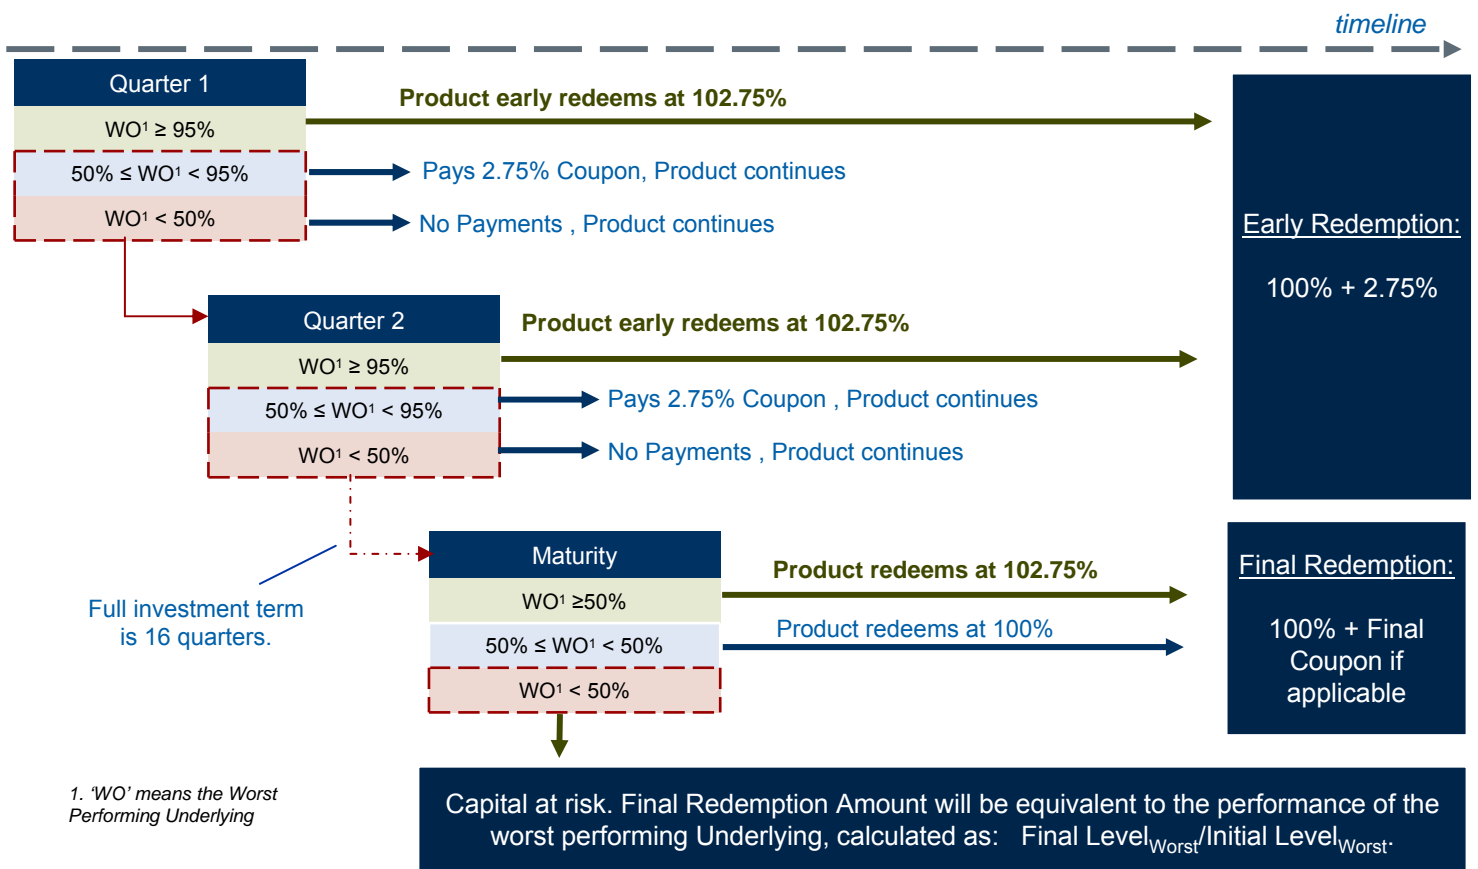 timeline
Quarter 1
WO¹ ≥ 95%
50% ≤ WO¹ < 95%
WO¹ < 50%
Product early redeems at 102.75%
Pays 2.75% Coupon, Product continues
No Payments , Product continues
Early Redemption:
100% + 2.75%
Quarter 2
WO¹ ≥ 95%
50% ≤ WO¹ < 95%
WO¹ < 50%
Product early redeems at 102.75%
Pays 2.75% Coupon , Product continues
No Payments , Product continues
Full investment term
is 16 quarters.
Maturity
WO¹ ≥50%
50% ≤ WO¹ < 50%
WO¹ < 50%
Product redeems at 102.75%
Product redeems at 100%
Final Redemption:
100% + Final
Coupon if
applicable
1. ‘WO’ means the Worst
Performing Underlying
Capital at risk. Final Redemption Amount will be equivalent to the performance of the
worst performing Underlying, calculated as: Final LevelWorst/Initial LevelWorst.